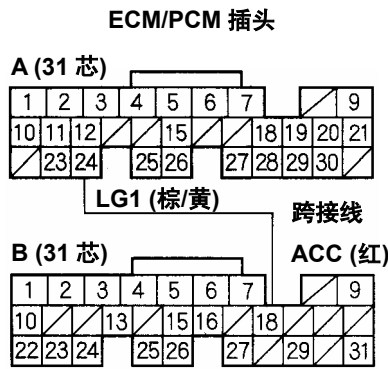 ECM/PCM 插头
A (31 芯)
1 2 3 4 5 6 7 9
10 11 12 15 18 19 20 21
23 24 25 26 27 28 29 30
LG1 (棕/黄)
跨接线
B (31 芯)
ACC (红)
1 2 3 4 5 6 7 9
10 13 15 16 18
22 23 24 25 26 27 29 31